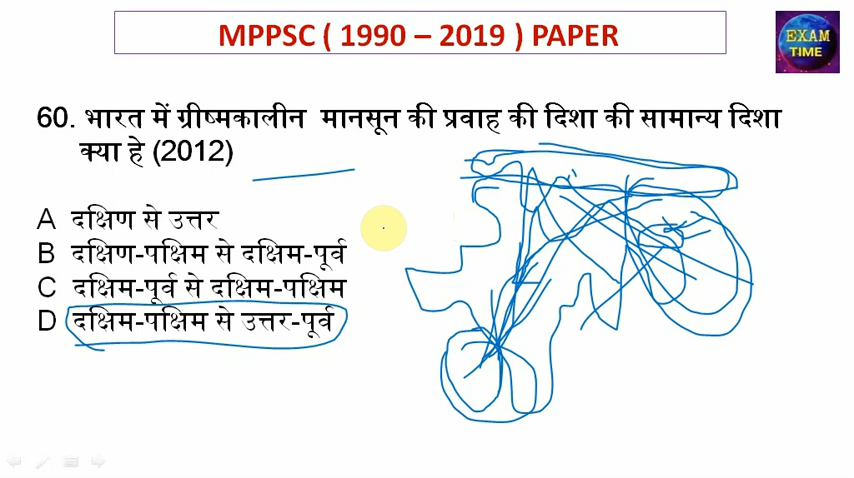 MPPSC ( 1990 – 2019 ) PAPER
EXAM
TIME
60. भारत में ग्रीष्मकालीन मानसून की प्रवाह की दिशा की सामान्य दिशा
क्या हे (2012)
A दक्षिण से उत्तर
B दक्षिण-पक्षिम से दक्षिम-पूर्व
C दक्षिम-पूर्व से दक्षिम-पक्षिम
D दक्षिम-पक्षिम से उत्तर-पूर्व